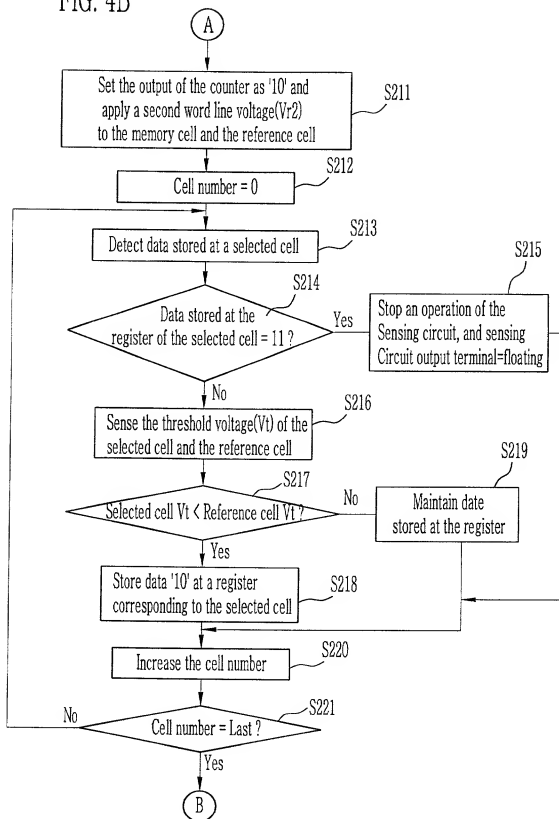 FIG. 4D
A
Set the output of the counter as '10' and
apply a second word line voltage(Vr2)
to the memory cell and the reference cell
S211
S212
Cell number = 0
Detect data stored at a selected cell
S213
S214
Data stored at the
register of the selected cell = 11 ?
Yes
S215
Stop an operation of the
Sensing circuit, and sensing
Circuit output terminal=floating
No
Sense the threshold voltage(Vt) of the
selected cell and the reference cell
S216
S217
Selected cell Vt < Reference cell Vt ?
No
S219
Maintain date
stored at the register
Yes
Store data '10' at a register
corresponding to the selected cell
S218
Increase the cell number
S220
S221
Cell number = Last ?
No
Yes
B